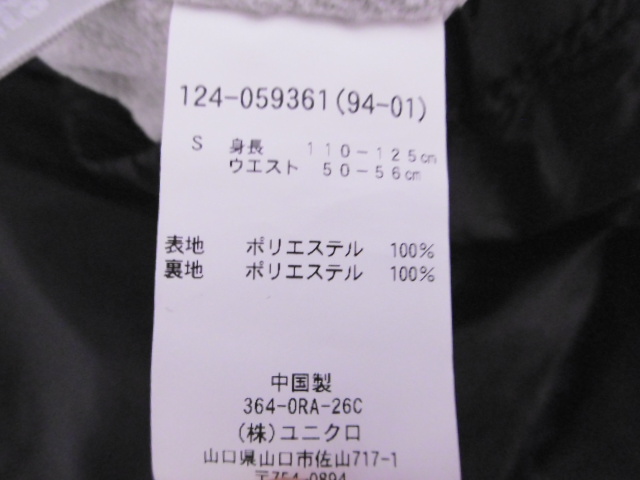 124-059361(94-01)
S 身長 110-125cm
ウエスト 50-56cm
表地 ポリエステル 100%
裏地 ポリエステル 100%
中国製
364-0RA-26C
(株)ユニクロ
山口県山口市佐山717-1
〒754-0894